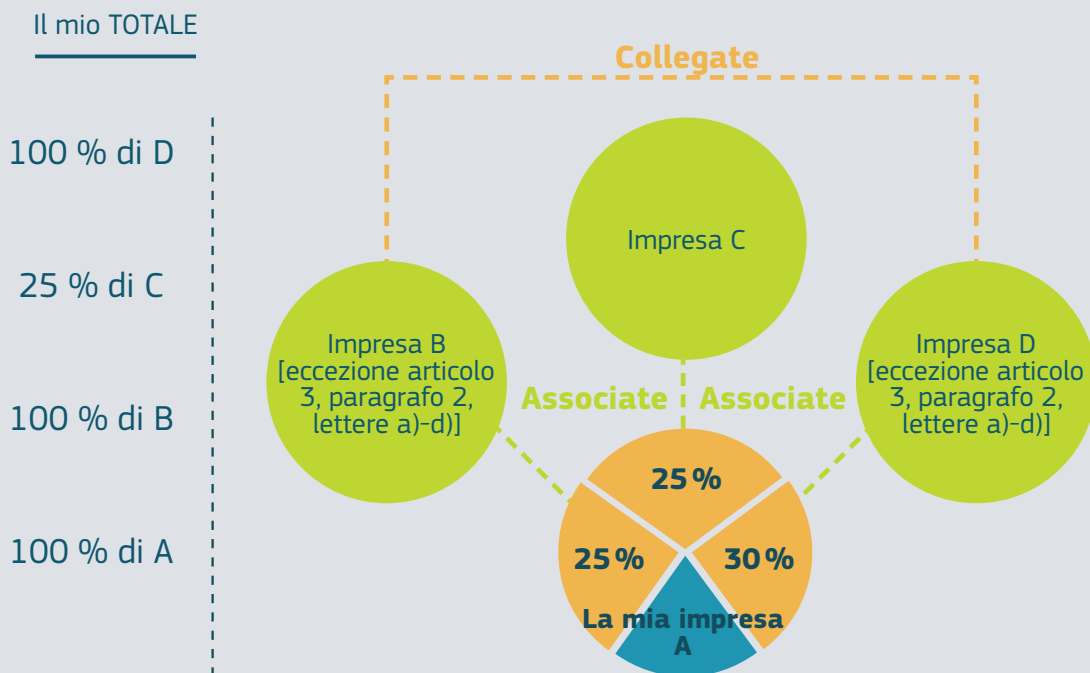 Il mio TOTALE
100 % di D
25 % di C
100 % di B
100 % di A
Collegate
Impresa C
Impresa B
[eccezione articolo
3, paragrafo 2,
lettere a)-d)]
Impresa D
[eccezione articolo
3, paragrafo 2,
lettere a)-d)]
Associate
Associate
25 %
25 %
30 %
La mia impresa
A